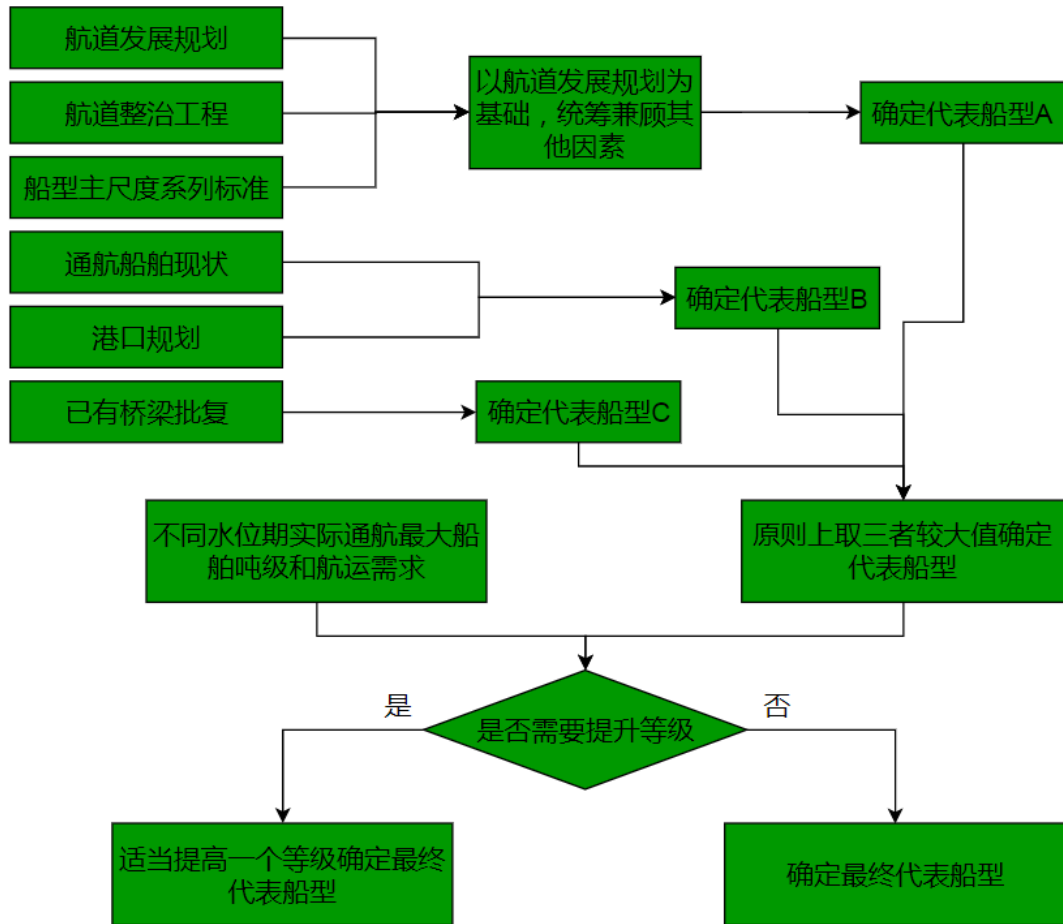 航道发展规划
航道整治工程
船型主尺度系列标准
以航道发展规划为
基础，统筹兼顾其
他因素
确定代表船型A
通航船舶现状
港口规划
确定代表船型B
已有桥梁批复
确定代表船型C
不同水位期实际通航最大船
舶吨级和航运需求
原则上取三者较大值确定
代表船型
是
是否需要提升等级
否
适当提高一个等级确定最终
代表船型
确定最终代表船型